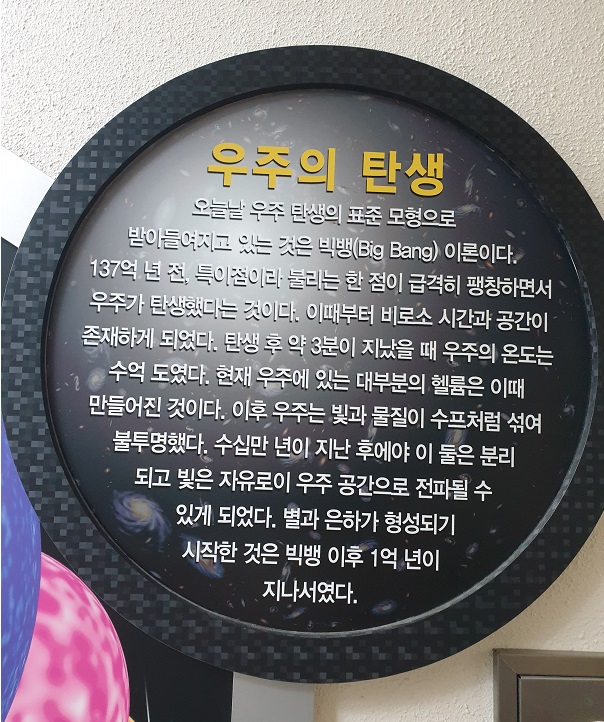 우주의 탄생
오늘날 우주 탄생의 표준 모형으로
받아들여지고 있는 것은 빅뱅(Big Bang) 이론이다.
137억 년 전, 특이점이라 불리는 한 점이 급격히 팽창하면서
우주가 탄생했다는 것이다. 이때부터 비로소 시간과 공간이
존재하게 되었다. 탄생 후 약 3분이 지났을 때 우주의 온도는
수억 도였다. 현재 우주에 있는 대부분의 헬륨은 이때
만들어진 것이다. 이후 우주는 빛과 물질이 수프처럼 섞여
불투명했다. 수십만 년이 지난 후에야 이 둘은 분리
되고 빛은 자유로이 우주 공간으로 전파될 수
있게 되었다. 별과 은하가 형성되기
시작한 것은 빅뱅 이후 1억 년이
지나서였다.